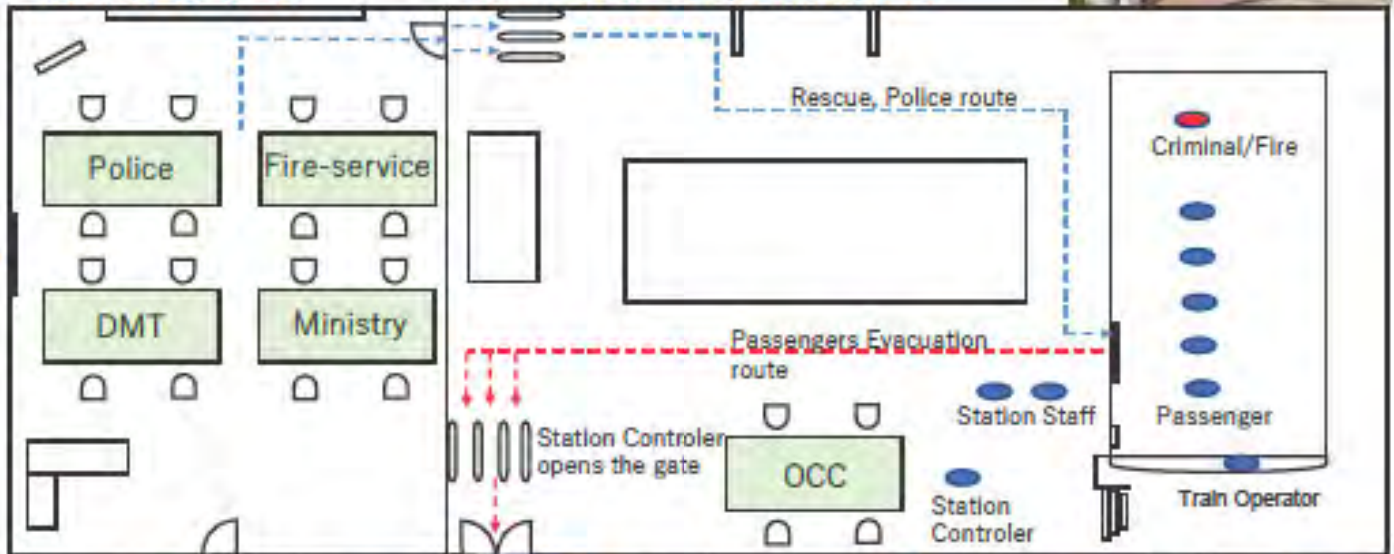 Rescue, Police route
Criminal/Fire
Police
Fire-service
DMT
Ministry
Passengers Evacuation
route
Station Staff
Passenger
Station Controler
opens the gate
OCC
Station
Controler
Train Operator